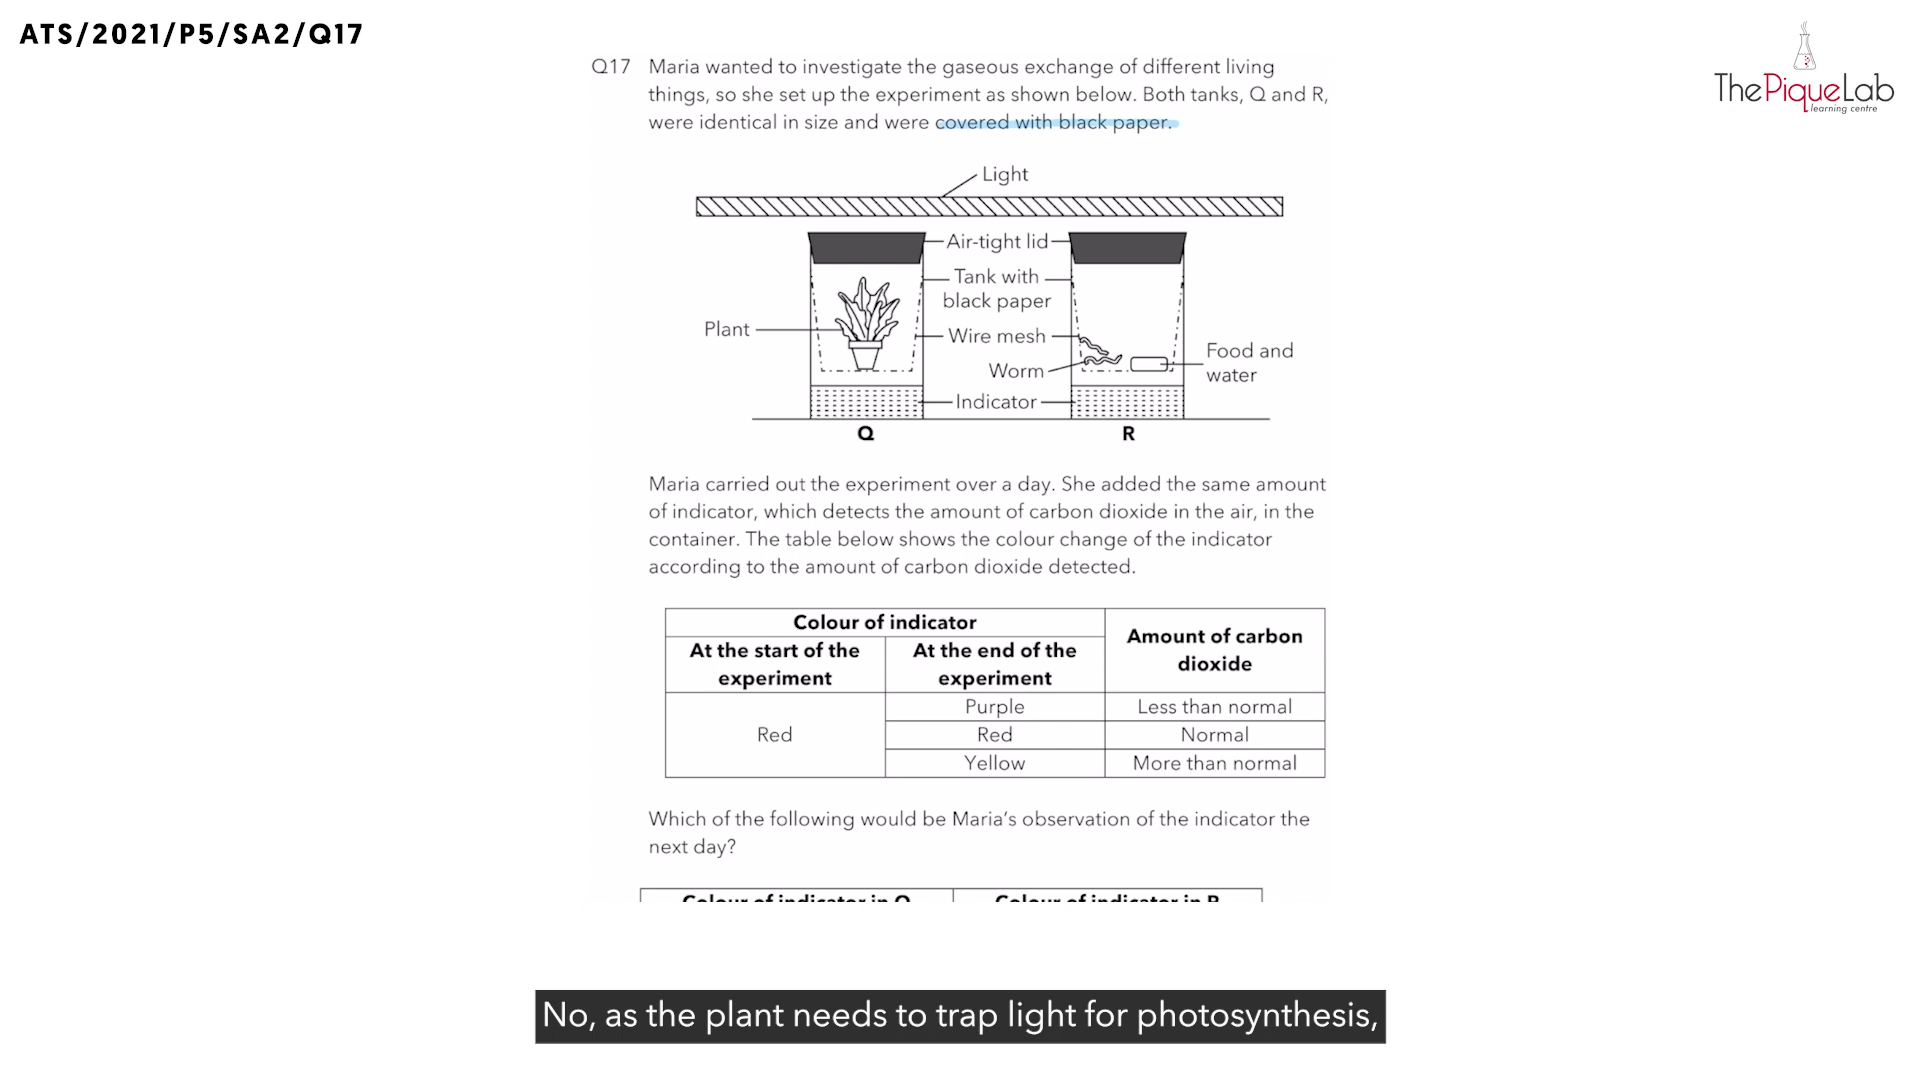 ATS/2021/P5/SA2/Q17
ThePiqueLab
learning centre
Q17 Maria wanted to investigate the gaseous exchange of different living
things, so she set up the experiment as shown below. Both tanks, Q and R,
were identical in size and were covered with black paper.
Light
Air-tight lid
Tank with
black paper
Plant
Wire mesh
Food and
water
Worm
Indicator
Q
R
Maria carried out the experiment over a day. She added the same amount
of indicator, which detects the amount of carbon dioxide in the air, in the
container. The table below shows the colour change of the indicator
according to the amount of carbon dioxide detected.
Colour of indicator
Amount of carbon
dioxide
At the start of the
experiment
At the end of the
experiment
Red
Purple
Less than normal
Red
Normal
Yellow
More than normal
Which of the following would be Maria's observation of the indicator the
next day?
Colour of indicator in Q
Colour of indicator in R
No, as the plant needs to trap light for photosynthesis,